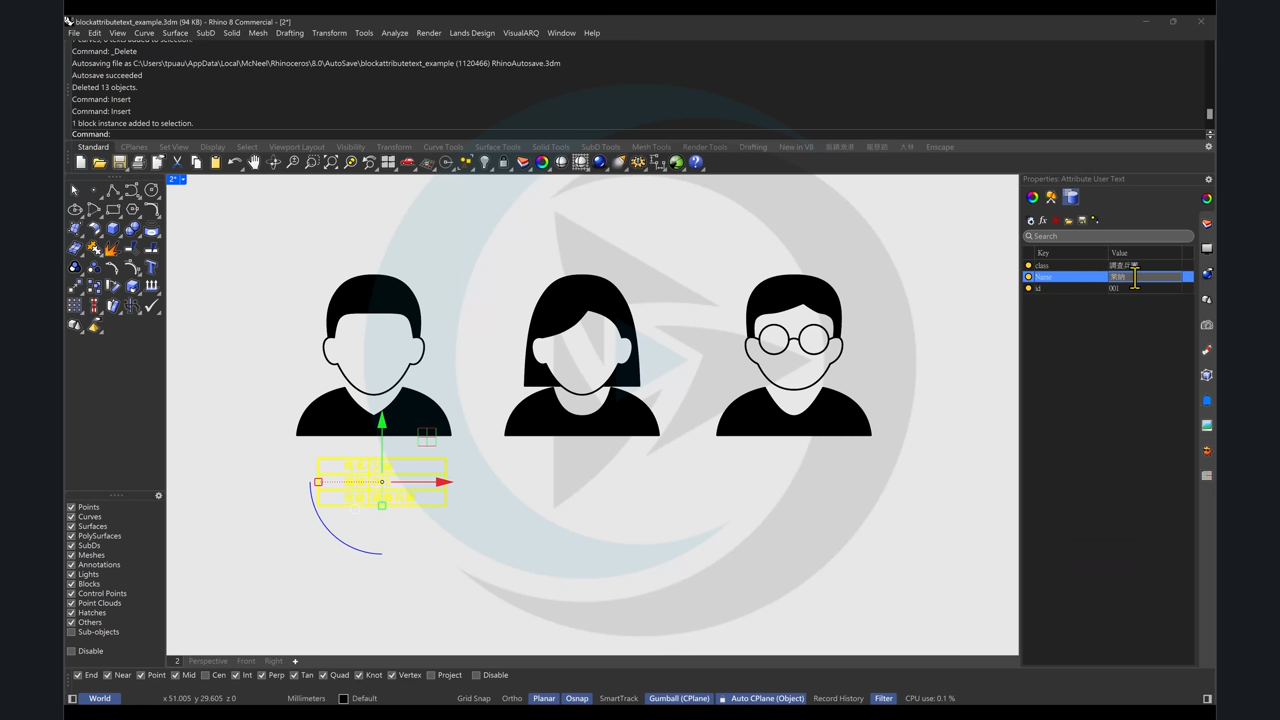 blockattributetext_example.3dm (94 KB) - Rhino 8 Commercial - [2*]
File Edit View Curve Surface SubD Solid Mesh Drafting Transform Tools Analyze Render Lands Design VisualARQ Window Help
Command: _Delete
Autosaving file as C:\Users\tpuau\AppData\Local\McNeel\Rhinoceros\8.0\AutoSave\blockattributetext_example (1120466) RhinoAutosave.3dm
Autosave succeeded
Deleted 13 objects.
Command: Insert
Command: Insert
1 block instance added to selection.
Command:
Standard CPlanes Set View Display Select Viewport Layout Visibility Transform Curve Tools Surface Tools Solid Tools SubD Tools Mesh Tools Render Tools Drafting New in V8 Enscape
2*
Properties: Attribute User Text
Search
Key Value
class 調查兵團
Name
id 001
Points
Curves
Surfaces
PolySurfaces
SubDs
Meshes
Annotations
Lights
Blocks
Control Points
Point Clouds
Hatches
Others
Sub-objects
Disable
2 Perspective Front Right
End Near Point Mid Cen Int Perp Tan Quad Knot Vertex Project Disable
World x 51.005 y 29.605 z 0 Millimeters Default Grid Snap Ortho Planar Osnap SmartTrack Gumball (CPlane) Auto CPlane (Object) Record History Filter CPU use: 0.1 %